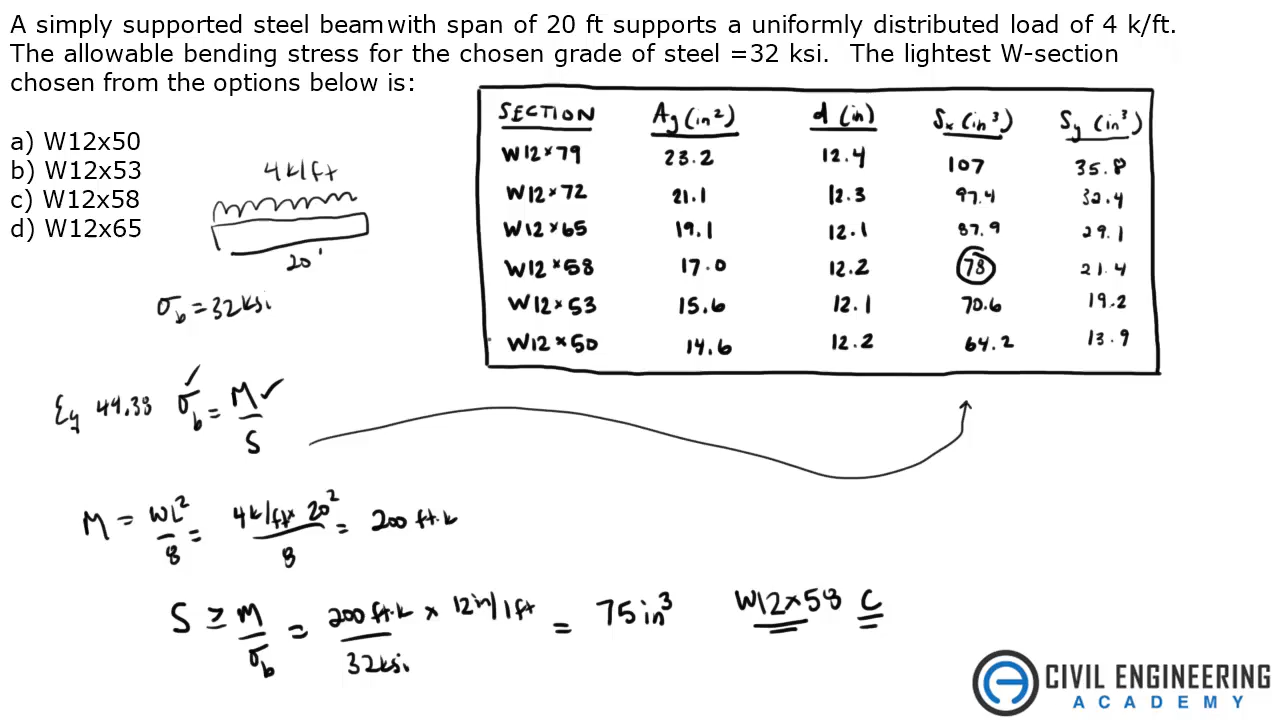 A simply supported steel beam with span of 20 ft supports a uniformly distributed load of 4 k/ft.
The allowable bending stress for the chosen grade of steel =32 ksi. The lightest W-section
chosen from the options below is:
a) W12x50
b) W12x53
c) W12x58
d) W12x65
4k/ft
20'
σb = 32ksi
SECTION Ag (in²) d (in) Sx (in³) Sy (in³)
W12×79 23.2 12.4 107 35.8
W12×72 21.1 12.3 97.4 32.4
W12×65 19.1 12.1 87.9 29.1
W12×58 17.0 12.2 78 21.4
W12×53 15.6 12.1 70.6 19.2
W12×50 14.6 12.2 64.2 13.9
Eq 44.38 σb = M/S
M = WL²/8 = 4k/ft × 20²/8 = 200 ft.k
S ≥ M/σb = 200 ft.k × 12in/1ft / 32ksi = 75 in³ W12×58 C
CIVIL ENGINEERING
ACADEMY